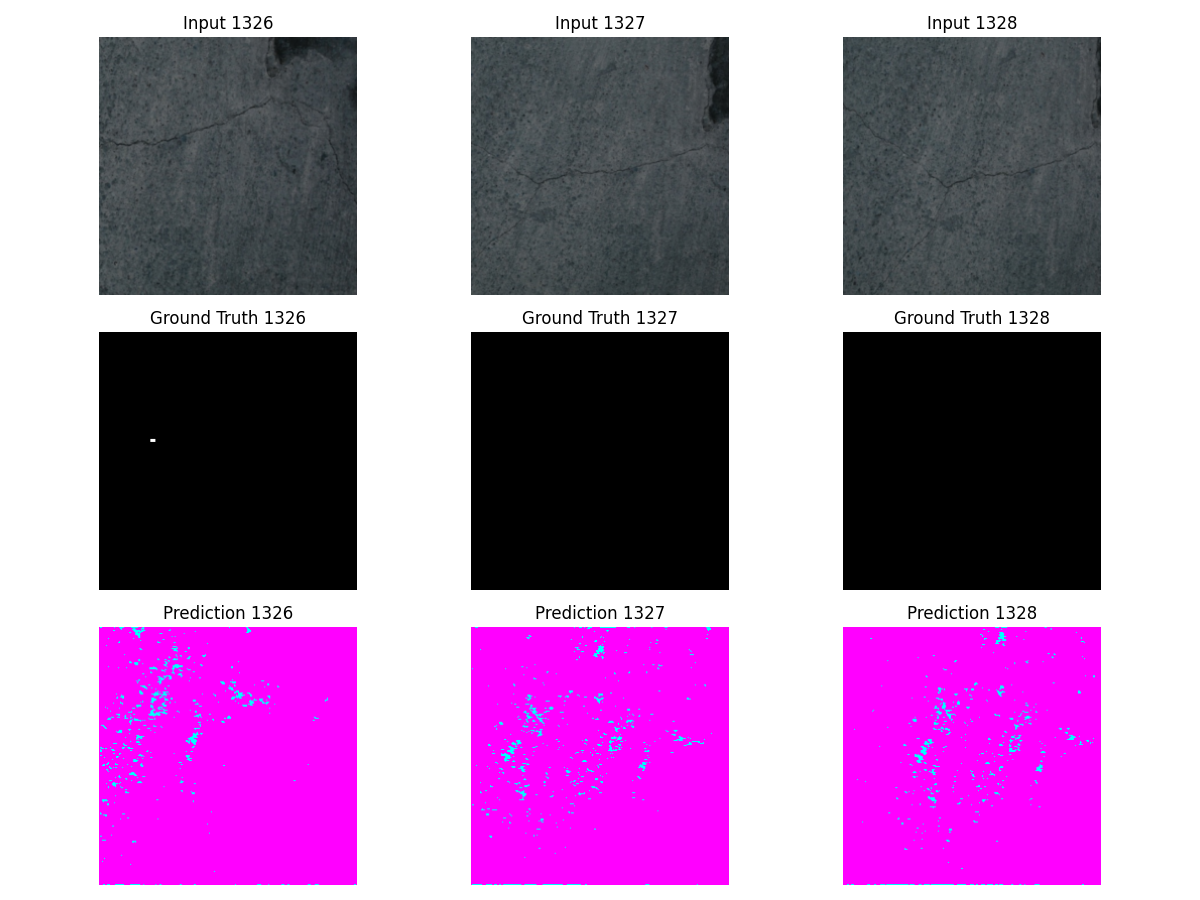 Input 1326
Input 1327
Input 1328
Ground Truth 1326
Ground Truth 1327
Ground Truth 1328
Prediction 1326
Prediction 1327
Prediction 1328